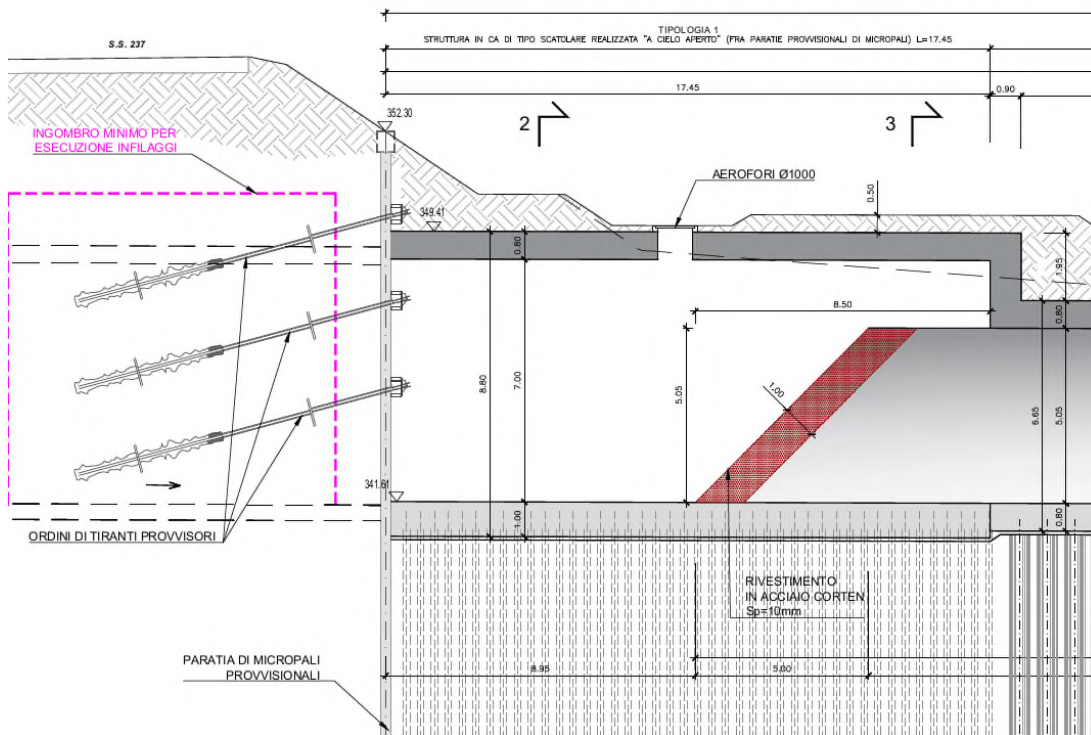 TIPOLOGIA 1
S.S. 237
STRUTTURA IN CA DI TIPO SCATOLARE REALIZZATA "A CIELO APERTO" (FRA PARATIE PROVVISIONALI DI MICROPALI) L=17.45
17.45
0.90
352.30
2
3
INGOMBRO MINIMO PER
ESECUZIONE INFILAGGI
AEROFORI Ø1000
0.50
349.41
0.80
1.95
8.50
0.80
8.80
7.00
5.05
1.00
6.65
5.05
341.61
1.00
0.80
ORDINI DI TIRANTI PROVVISORI
RIVESTIMENTO
IN ACCIAIO CORTEN
Sp=10mm
PARATIA DI MICROPALI
PROVVISIONALI
8.95
5.00